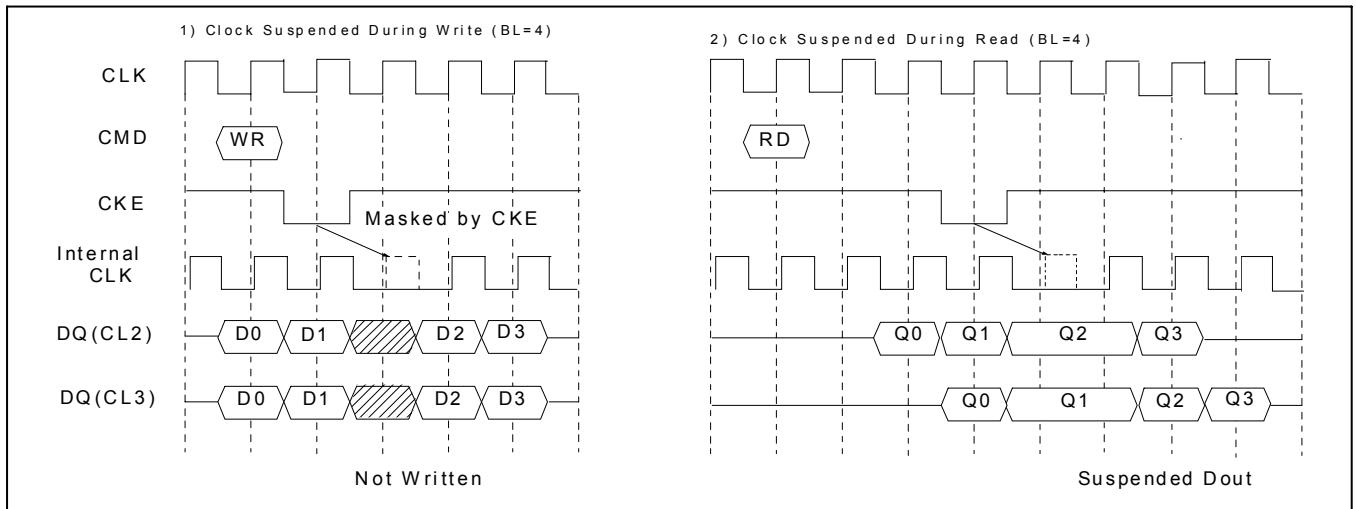 1) Clock Suspended During Write (BL=4)
2) Clock Suspended During Read (BL=4)
CLK
CMD
WR
RD
CKE
Masked by CKE
Internal
CLK
DQ(CL2)
D0 D1 D2 D3
Q0 Q1 Q2 Q3
DQ(CL3)
D0 D1 D2 D3
Q0 Q1 Q2 Q3
Not Written
Suspended Dout